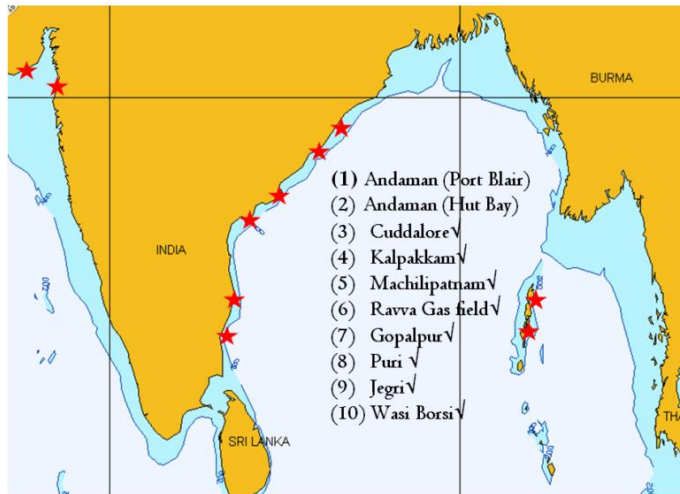 BURMA
(1) Andaman (Port Blair)
(2) Andaman (Hut Bay)
(3) Cuddalore√
(4) Kalpakkam√
INDIA
(5) Machilipatnam√
(6) Ravva Gas field√
(7) Gopalpur√
(8) Puri √
(9) Jegri√
(10) Wasi Borsi√
THA
SRI LANKA